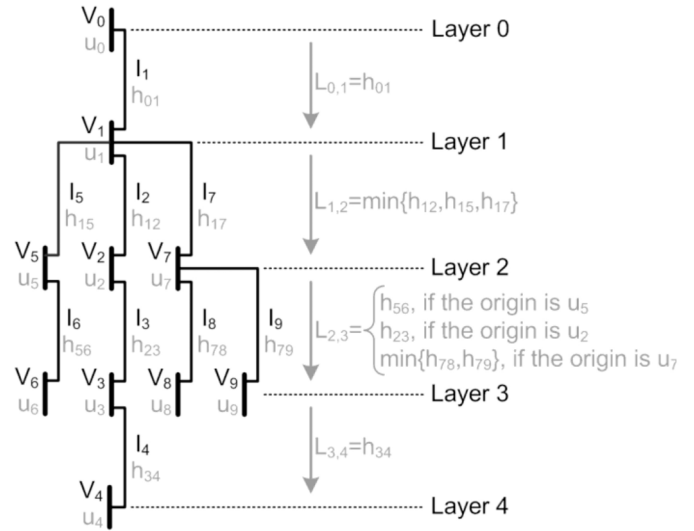 V₀
u₀
Layer 0
I₁
h₀₁
L₀,₁=h₀₁
V₁
u₁
Layer 1
I₅
h₁₅
I₂
h₁₂
I₇
h₁₇
L₁,₂=min{h₁₂,h₁₅,h₁₇}
V₅
u₅
V₂
u₂
V₇
u₇
Layer 2
I₆
h₅₆
I₃
h₂₃
I₈
h₇₈
I₉
h₇₉
L₂,₃=
h₅₆, if the origin is u₅
h₂₃, if the origin is u₂
min{h₇₈,h₇₉}, if the origin is u₇
V₆
u₆
V₃
u₃
V₈
u₈
V₉
u₉
Layer 3
I₄
h₃₄
L₃,₄=h₃₄
V₄
u₄
Layer 4